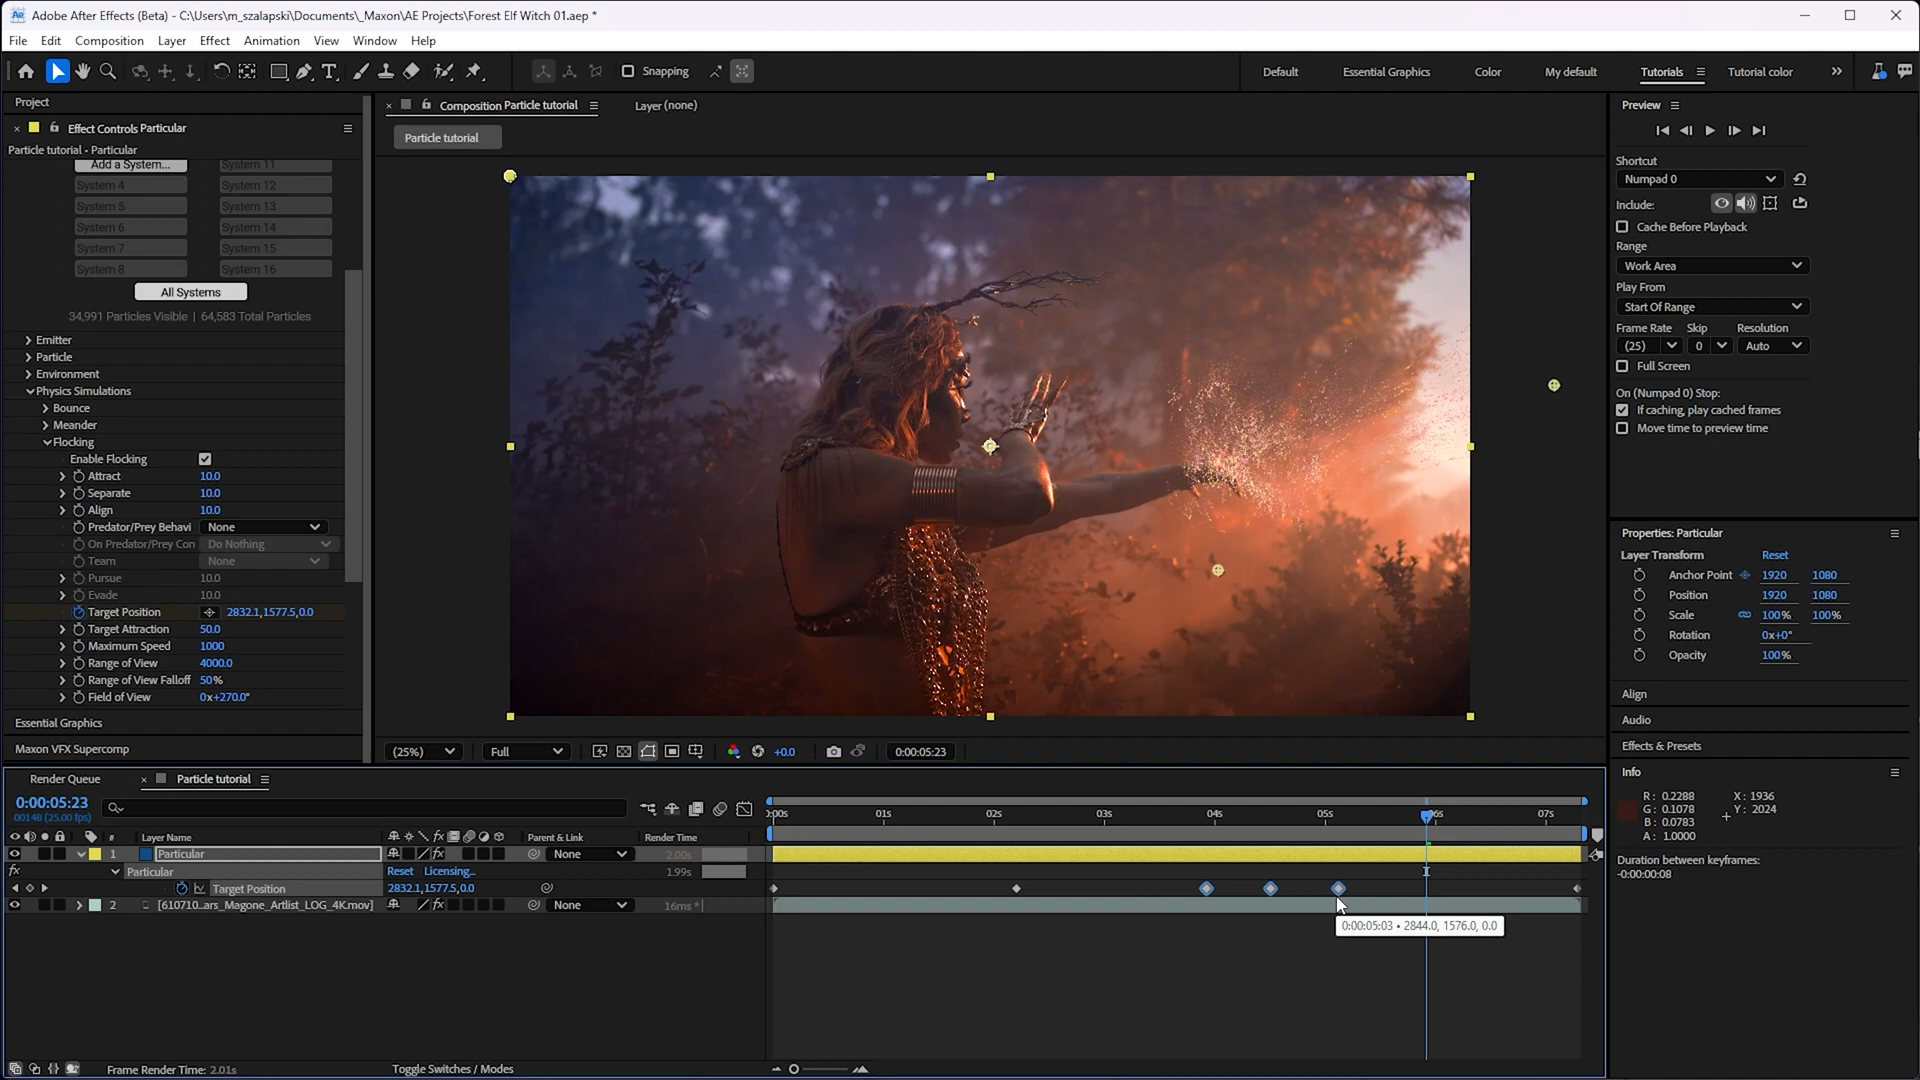 Adobe After Effects (Beta) - C:\Users\m_szalapski\Documents\_Maxon\AE Projects\Forest Elf Witch 01.aep *
File Edit Composition Layer Effect Animation View Window Help
Snapping
Default Essential Graphics Color My default Tutorials Tutorial color
Project
Effect Controls Particular
Particle tutorial - Particular
Add a System... System 11
System 4 System 12
System 5 System 13
System 6 System 14
System 7 System 15
System 8 System 16
All Systems
34,991 Particles Visible | 64,583 Total Particles
Emitter
Particle
Environment
Physics Simulations
Bounce
Meander
Flocking
Enable Flocking
Attract 10.0
Separate 10.0
Align 10.0
Predator/Prey Behavi None
On Predator/Prey Con Do Nothing
Team None
Pursue 10.0
Evade 10.0
Target Position 2832.1,1577.5,0.0
Target Attraction 50.0
Maximum Speed 1000
Range of View 4000.0
Range of View Falloff 50%
Field of View 0x+270.0°
Essential Graphics
Maxon VFX Supercomp
Composition Particle tutorial Layer (none)
Particle tutorial
(25%) Full +0.0 0:00:05:23
Preview
Shortcut
Numpad 0
Include:
Cache Before Playback
Range
Work Area
Play From
Start Of Range
Frame Rate Skip Resolution
(25) 0 Auto
Full Screen
On (Numpad 0) Stop:
If caching, play cached frames
Move time to preview time
Properties: Particular
Layer Transform Reset
Anchor Point 1920 1080
Position 1920 1080
Scale 100% 100%
Rotation 0x+0°
Opacity 100%
Align
Audio
Effects & Presets
Info
R: 0.2288 X: 1936
G: 0.1078 Y: 2024
B: 0.0783
A: 1.0000
Duration between keyframes:
-0:00:00:08
Render Queue Particle tutorial
0:00:05:23
00148 (25.00 fps)
:00s 01s 02s 03s 04s 05s 06s 07s
# Layer Name Parent & Link Render Time
1 Particular None 2.00s
fx Particular Reset Licensing... 1.99s
Target Position 2832.1,1577.5,0.0
2 [610710...ars_Magone_Artlist_LOG_4K.mov] None 16ms *
0:00:05:03 • 2844.0, 1576.0, 0.0
Frame Render Time: 2.01s Toggle Switches / Modes